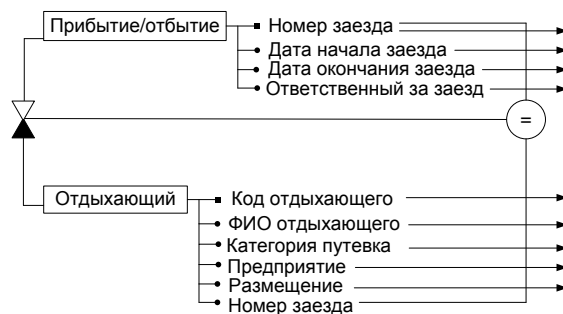 Прибытие/отбытие
Номер заезда
Дата начала заезда
Дата окончания заезда
Ответственный за заезд
=
Отдыхающий
Код отдыхающего
ФИО отдыхающего
Категория путевка
Предприятие
Размещение
Номер заезда